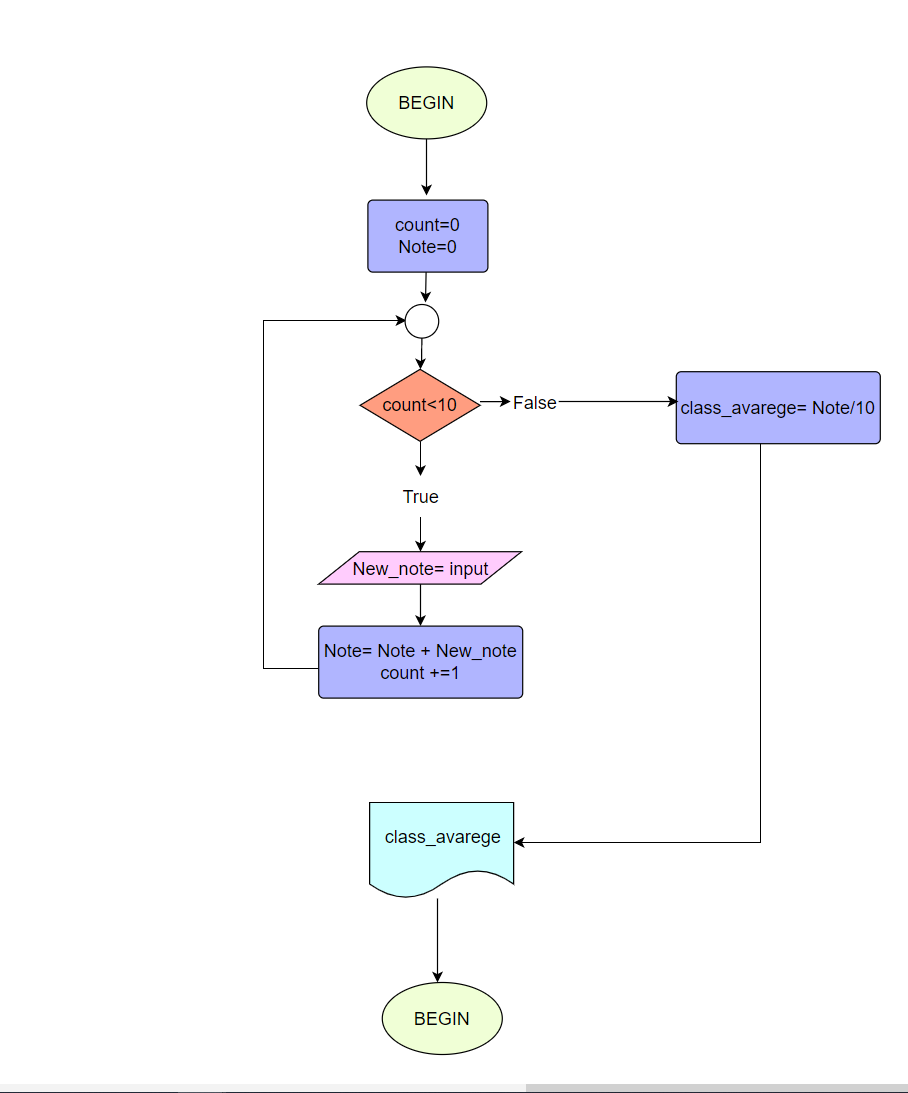 BEGIN
count=0
Note=0
count<10
False
class_avarege= Note/10
True
New_note= input
Note= Note + New_note
count +=1
class_avarege
BEGIN